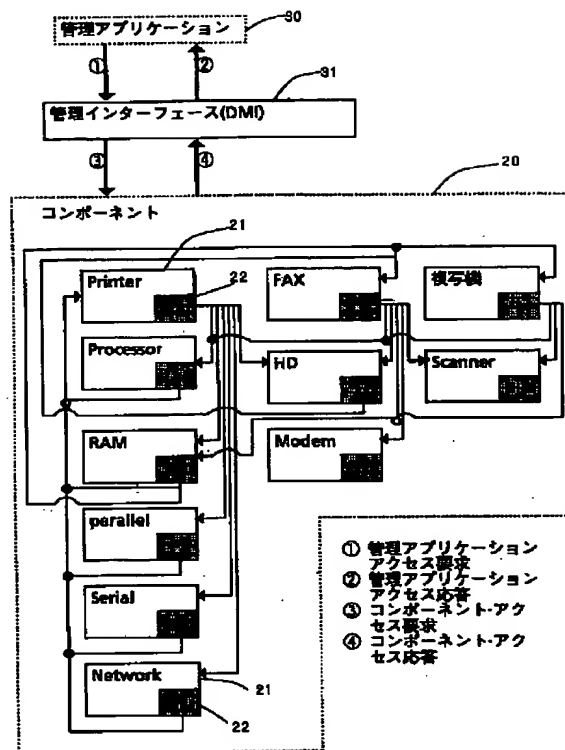 30
管理アプリケーション
① ②
31
管理インターフェース(DMI)
③ ④
20
コンポーネント
21
Printer
22
FAX
複写機
Processor
HD
Scanner
RAM
Modem
parallel
Serial
Network
21
22
① 管理アプリケーション
アクセス要求
② 管理アプリケーション
アクセス応答
③ コンポーネント·アク
セス要求
④ コンポーネント·アク
セス応答